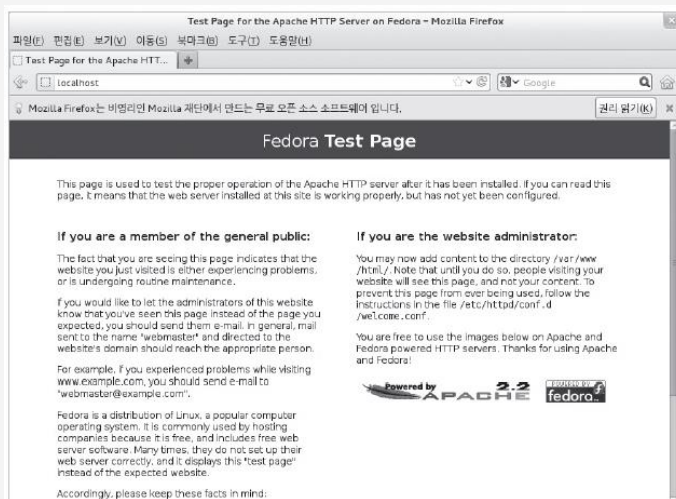 Test Page for the Apache HTTP Server on Fedora - Mozilla Firefox
파일(F) 편집(E) 보기(V) 이동(S) 북마크(B) 도구(T) 도움말(H)
Test Page for the Apache HTT...
localhost
Google
Mozilla Firefox는 비영리인 Mozilla 재단에서 만드는 무료 오픈 소스 소프트웨어 입니다.
권리 읽기(K)
Fedora Test Page
This page is used to test the proper operation of the Apache HTTP server after it has been installed. If you can read this
page, it means that the web server installed at this site is working properly, but has not yet been configured.
If you are a member of the general public:
The fact that you are seeing this page indicates that the
website you just visited is either experiencing problems,
or is undergoing routine maintenance.
If you would like to let the administrators of this website
know that you've seen this page instead of the page you
expected, you should send them e-mail. In general, mail
sent to the name "webmaster" and directed to the
website's domain should reach the appropriate person.
For example, if you experienced problems while visiting
www.example.com, you should send e-mail to
"webmaster@example.com".
Fedora is a distribution of Linux, a popular computer
operating system. It is commonly used by hosting
companies because it is free, and includes free web
server software. Many times, they do not set up their
web server correctly, and it displays this "test page"
instead of the expected website.
Accordingly, please keep these facts in mind:
If you are the website administrator:
You may now add content to the directory /var/www
/html/. Note that until you do so, people visiting your
website will see this page, and not your content. To
prevent this page from ever being used, follow the
instructions in the file /etc/httpd/conf.d
/welcome.conf.
You are free to use the images below on Apache and
Fedora powered HTTP servers. Thanks for using Apache
and Fedora!
Powered by APACHE 2.2
POWERED BY fedora